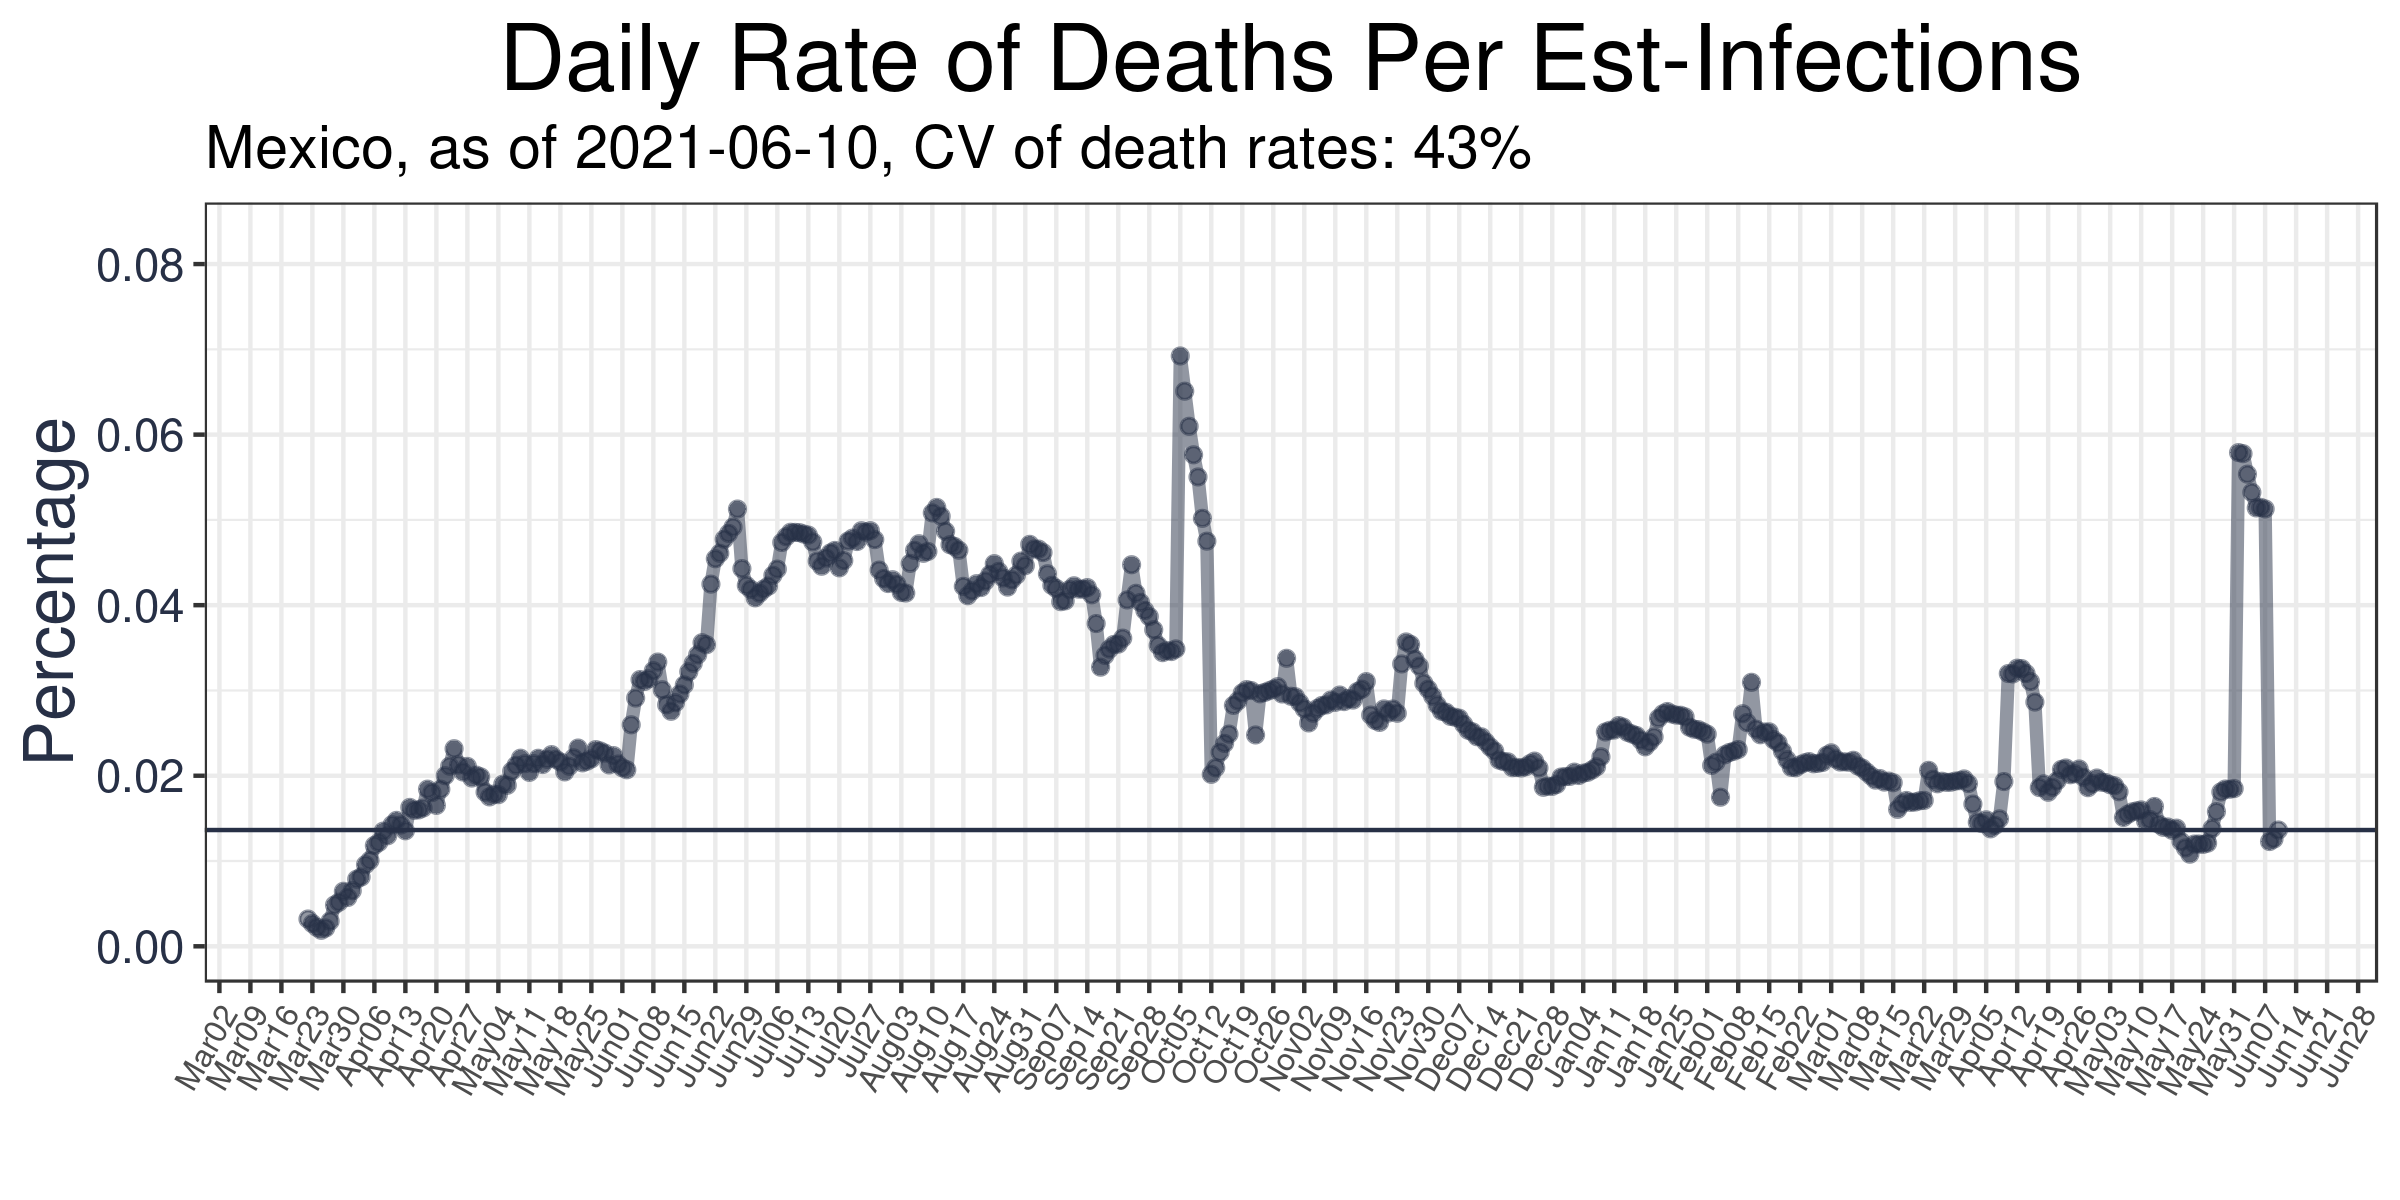 Daily Rate of Deaths Per Est-Infections
Mexico, as of 2021-06-10, CV of death rates: 43%
Percentage
0.08
0.06
0.04
0.02
0.00
Mar02
Mar09
Mar16
Mar23
Mar30
Apr06
Apr13
Apr20
Apr27
May04
May11
May18
May25
Jun01
Jun08
Jun15
Jun22
Jun29
Jul06
Jul13
Jul20
Jul27
Aug03
Aug10
Aug17
Aug24
Aug31
Sep07
Sep14
Sep21
Sep28
Oct05
Oct12
Oct19
Oct26
Nov02
Nov09
Nov16
Nov23
Nov30
Dec07
Dec14
Dec21
Dec28
Jan04
Jan11
Jan18
Jan25
Feb01
Feb08
Feb15
Feb22
Mar01
Mar08
Mar15
Mar22
Mar29
Apr05
Apr12
Apr19
Apr26
May03
May10
May17
May24
May31
Jun07
Jun14
Jun21
Jun28